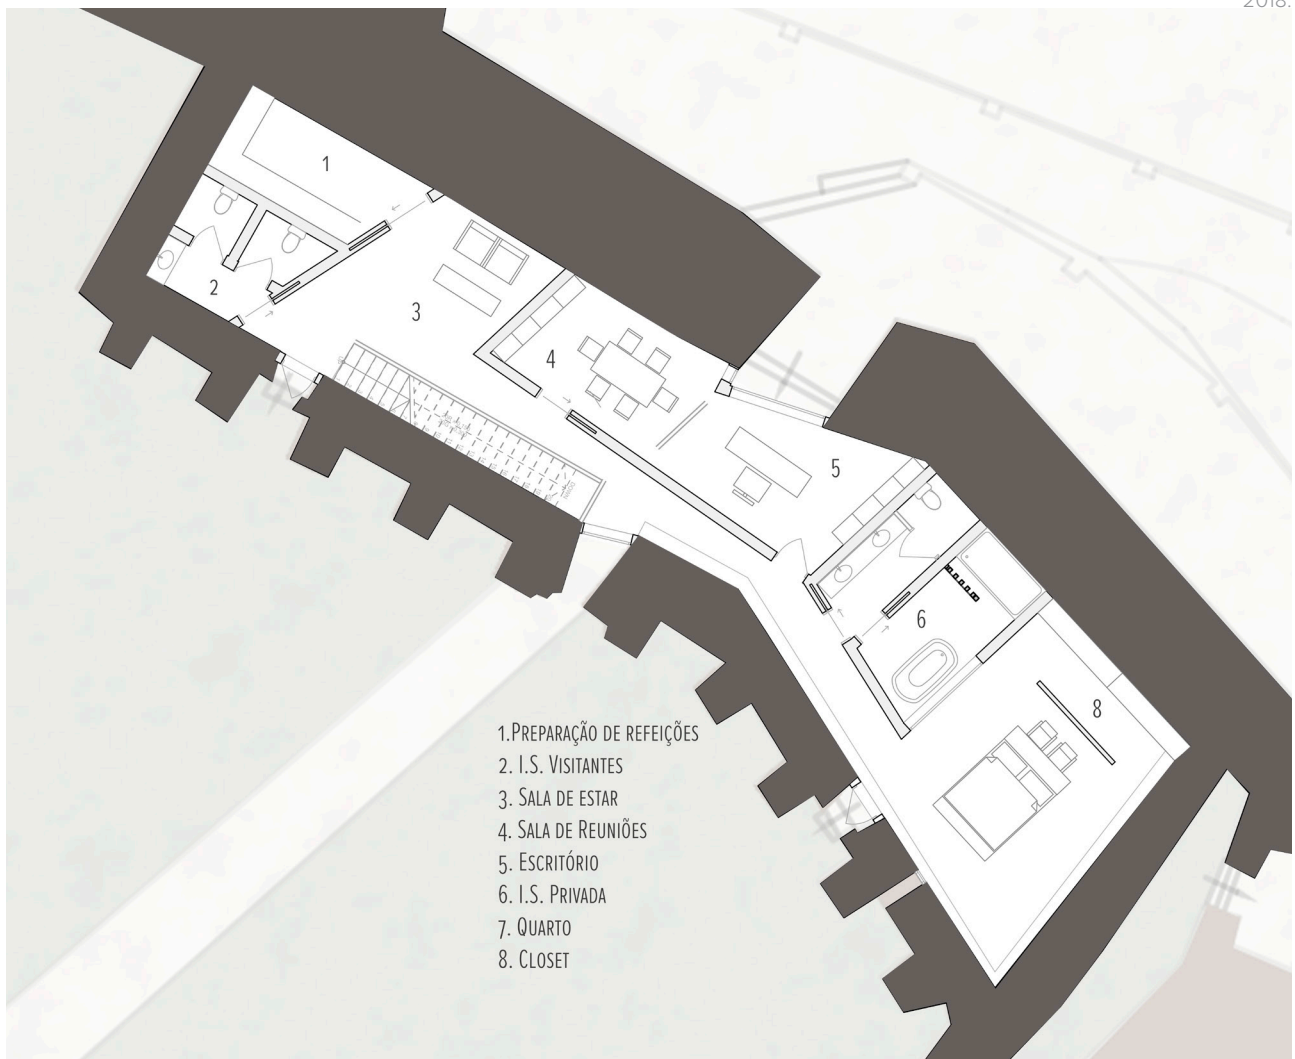 2018.
1
2
3
4
5
6
8
1.PREPARAÇÃO DE REFEIÇÕES
2. I.S. VISITANTES
3. SALA DE ESTAR
4. SALA DE REUNIÕES
5. ESCRITÓRIO
6. I.S. PRIVADA
7. QUARTO
8. CLOSET